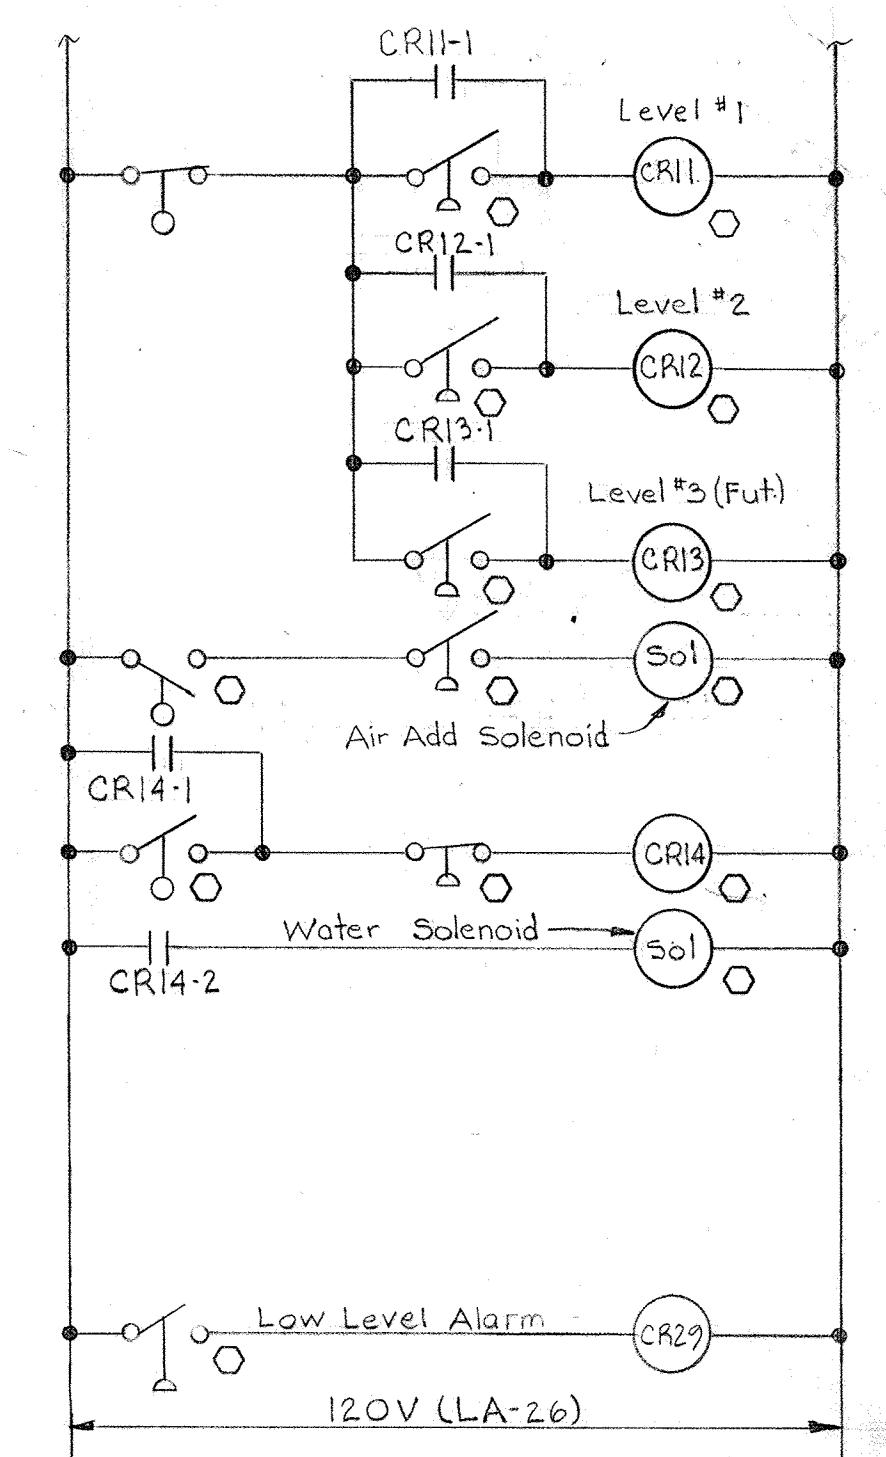 CR11-1
Level #1
CR11
CR12-1
Level #2
CR12
CR13-1
Level #3 (Fut.)
CR13
Sol
Air Add Solenoid
CR14-1
CR14
Water Solenoid
Sol
CR14-2
Low Level Alarm
CR29
120V (LA-26)